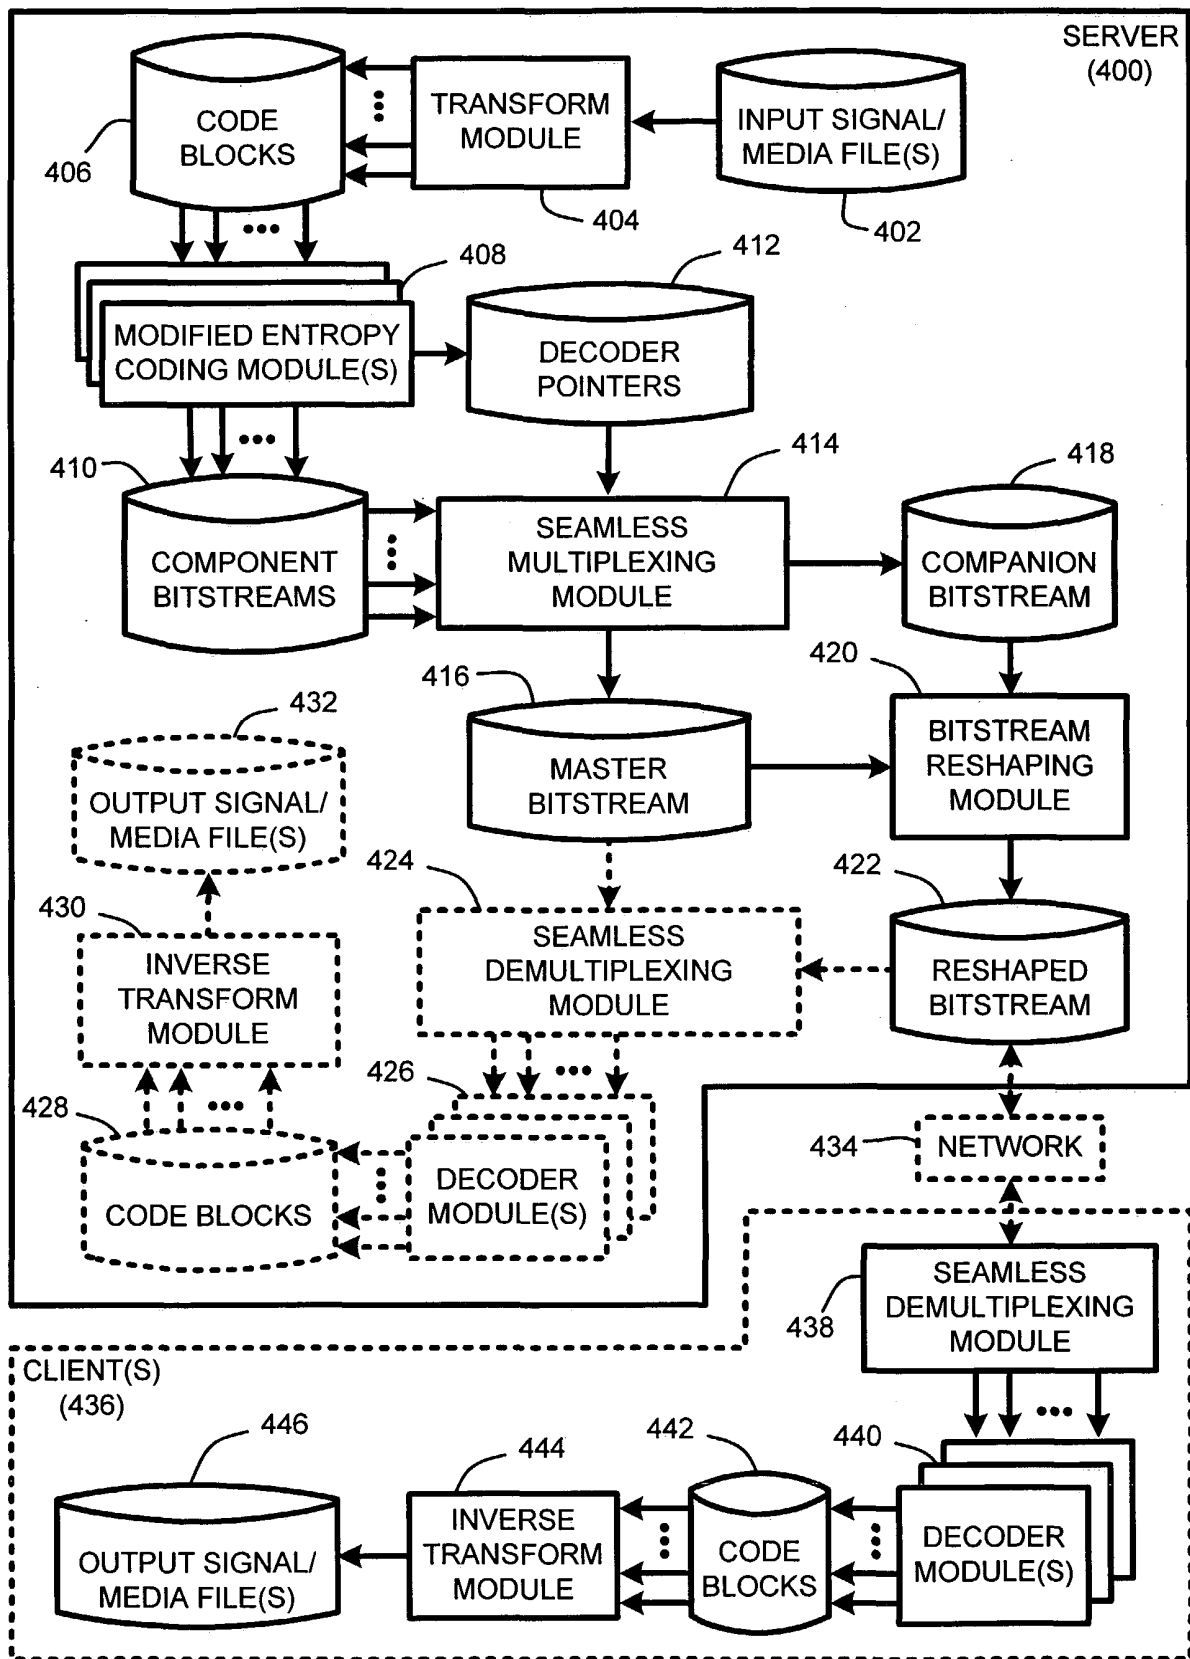 SERVER
(400)
CODE
BLOCKS
406
TRANSFORM
MODULE
404
INPUT SIGNAL/
MEDIA FILE(S)
402
408
MODIFIED ENTROPY
CODING MODULE(S)
412
DECODER
POINTERS
410
COMPONENT
BITSTREAMS
414
SEAMLESS
MULTIPLEXING
MODULE
418
COMPANION
BITSTREAM
416
MASTER
BITSTREAM
420
BITSTREAM
RESHAPING
MODULE
432
OUTPUT SIGNAL/
MEDIA FILE(S)
424
SEAMLESS
DEMULTIPLEXING
MODULE
422
RESHAPED
BITSTREAM
430
INVERSE
TRANSFORM
MODULE
426
DECODER
MODULE(S)
428
CODE BLOCKS
434
NETWORK
438
SEAMLESS
DEMULTIPLEXING
MODULE
CLIENT(S)
(436)
446
OUTPUT SIGNAL/
MEDIA FILE(S)
444
INVERSE
TRANSFORM
MODULE
442
CODE
BLOCKS
440
DECODER
MODULE(S)